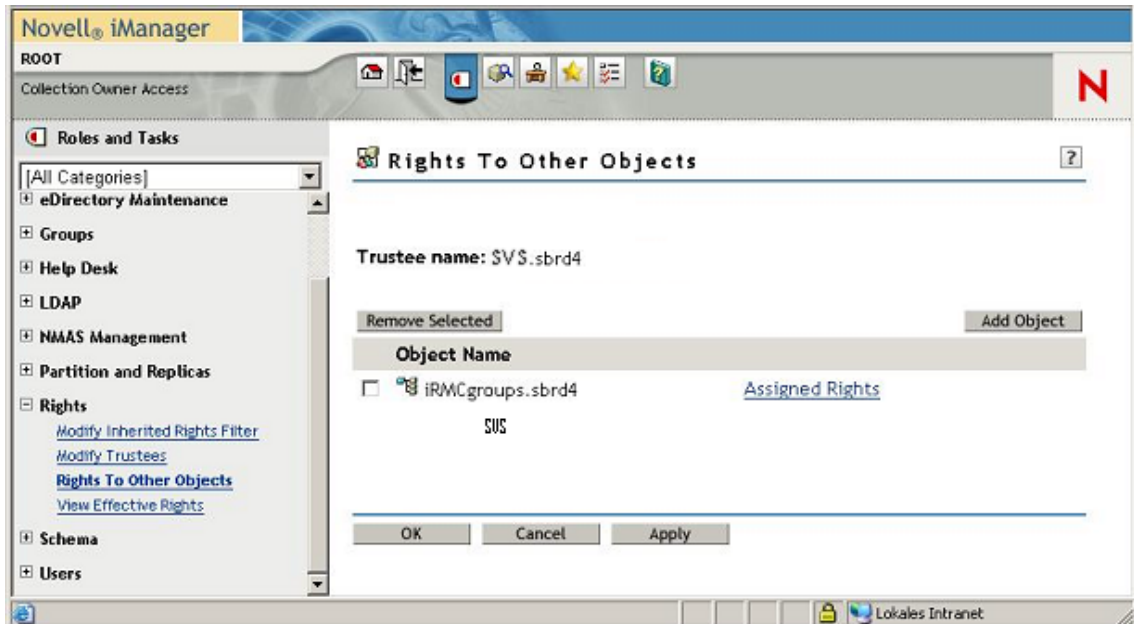 Novell® iManager
ROOT
Collection Owner Access
Roles and Tasks
[All Categories]
eDirectory Maintenance
Groups
Help Desk
LDAP
NMAS Management
Partition and Replicas
Rights
Modify Inherited Rights Filter
Modify Trustees
Rights To Other Objects
View Effective Rights
Schema
Users
N
Rights To Other Objects
?
Trustee name: SVS.sbrd4
Remove Selected
Add Object
Object Name
iRMCgroups.sbrd4
Assigned Rights
SVS
OK
Cancel
Apply
Lokales Intranet